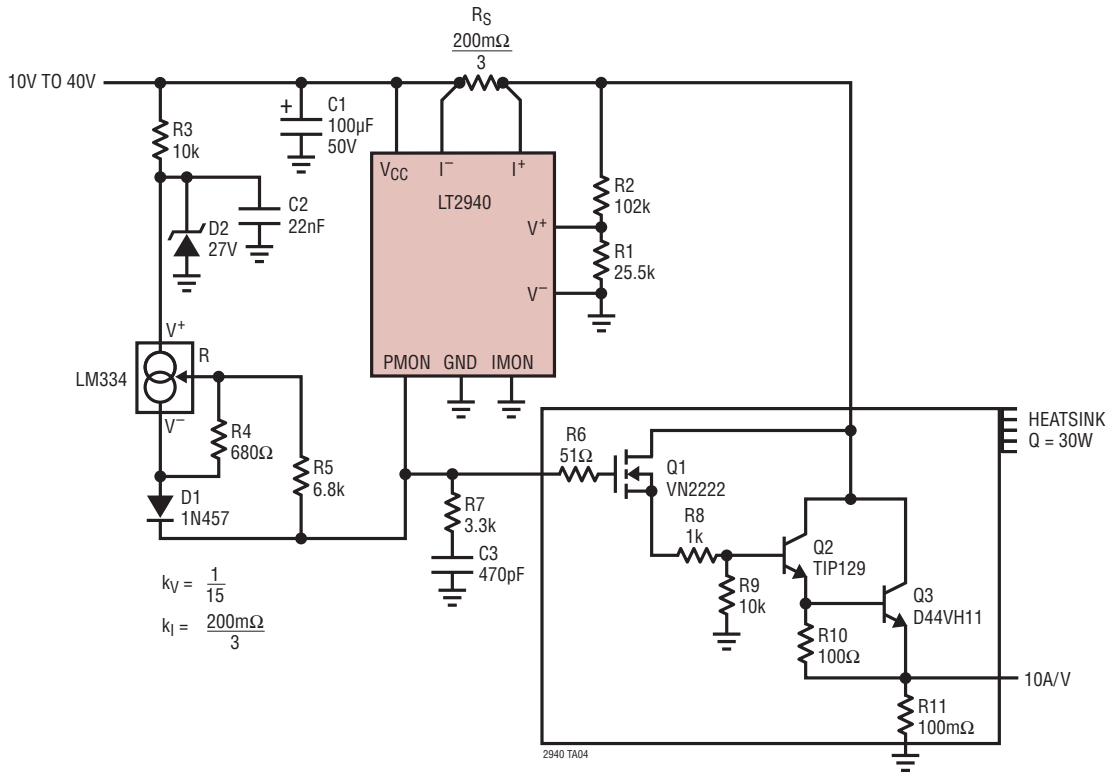 RS
200mΩ
3
10V TO 40V
+
C1
100µF
50V
R3
10k
VCC
I–
I+
LT2940
C2
22nF
D2
27V
R2
102k
V+
R1
25.5k
V–
V+
R
LM334
V–
PMON
GND
IMON
R4
680Ω
R5
6.8k
HEATSINK
Q = 30W
R6
51Ω
Q1
VN2222
D1
1N457
R7
3.3k
R8
1k
C3
470pF
Q2
TIP129
R9
10k
Q3
D44VH11
kV = 1
15
kI = 200mΩ
3
R10
100Ω
10A/V
R11
100mΩ
2940 TA04